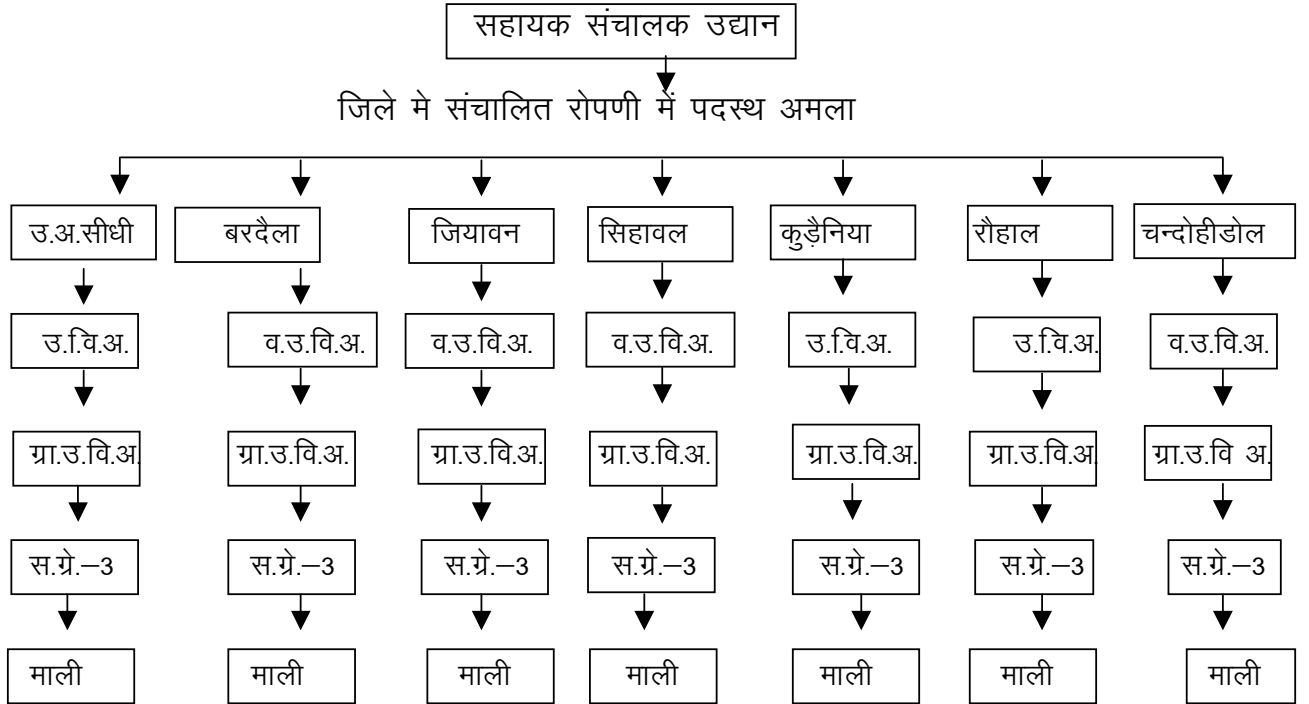 सहायक संचालक उद्यान
जिले मे संचालित रोपणी में पदस्थ अमला
उ.अ.सीधी बरदैला जियावन सिहावल कुड़ैनिया रौहाल चन्दोहीडोल
उ.वि.अ. व.उ.वि.अ. व.उ.वि.अ. व.उ.वि.अ. उ.वि.अ. उ.वि.अ. व.उ.वि.अ.
ग्रा.उ.वि.अ. ग्रा.उ.वि.अ. ग्रा.उ.वि.अ. ग्रा.उ.वि.अ. ग्रा.उ.वि.अ. ग्रा.उ.वि.अ. ग्रा.उ.वि अ.
स.ग्रे.–3 स.ग्रे.–3 स.ग्रे.–3 स.ग्रे.–3 स.ग्रे.–3 स.ग्रे.–3 स.ग्रे.–3
माली माली माली माली माली माली माली